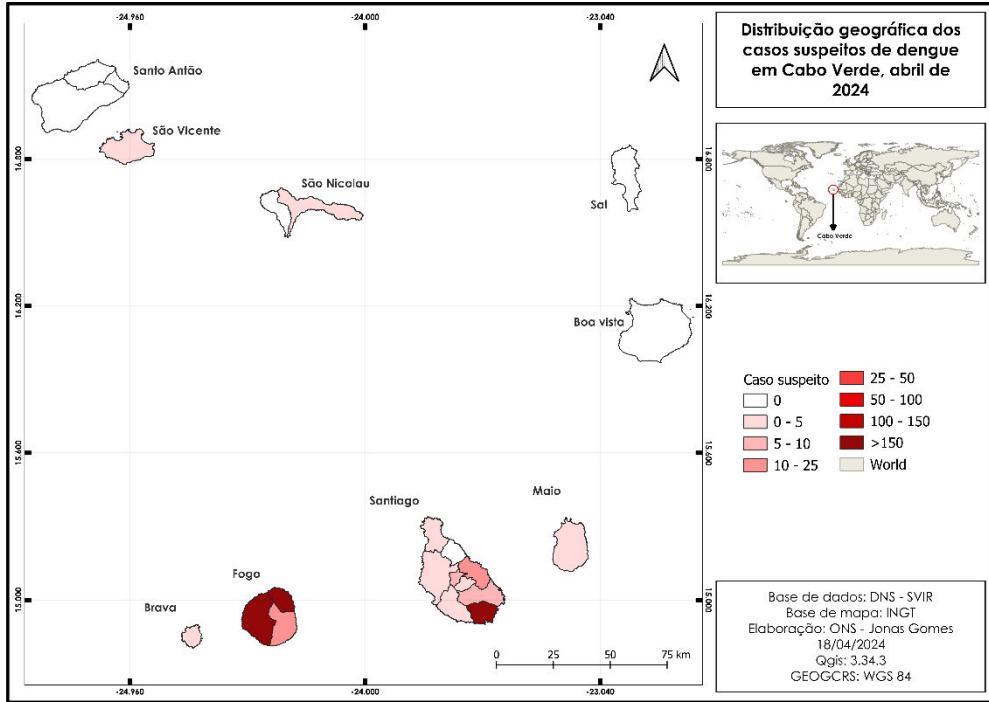 -24.960
-24.000
-23.040
Santo Antão
São Vicente
São Nicolau
Sal
Boa vista
Santiago
Maio
Fogo
Brava
16.800
16.800
16.200
16.200
15.600
15.600
15.000
15.000
0 25 50 75 km
-24.960
-24.000
-23.040
Distribuição geográfica dos
casos suspeitos de dengue
em Cabo Verde, abril de
2024
Cabo Verde
Caso suspeito
0
0 - 5
5 - 10
10 - 25
25 - 50
50 - 100
100 - 150
>150
World
Base de dados: DNS - SVIR
Base de mapa: INGT
Elaboração: ONS - Jonas Gomes
18/04/2024
Qgis: 3.34.3
GEOGCRS: WGS 84